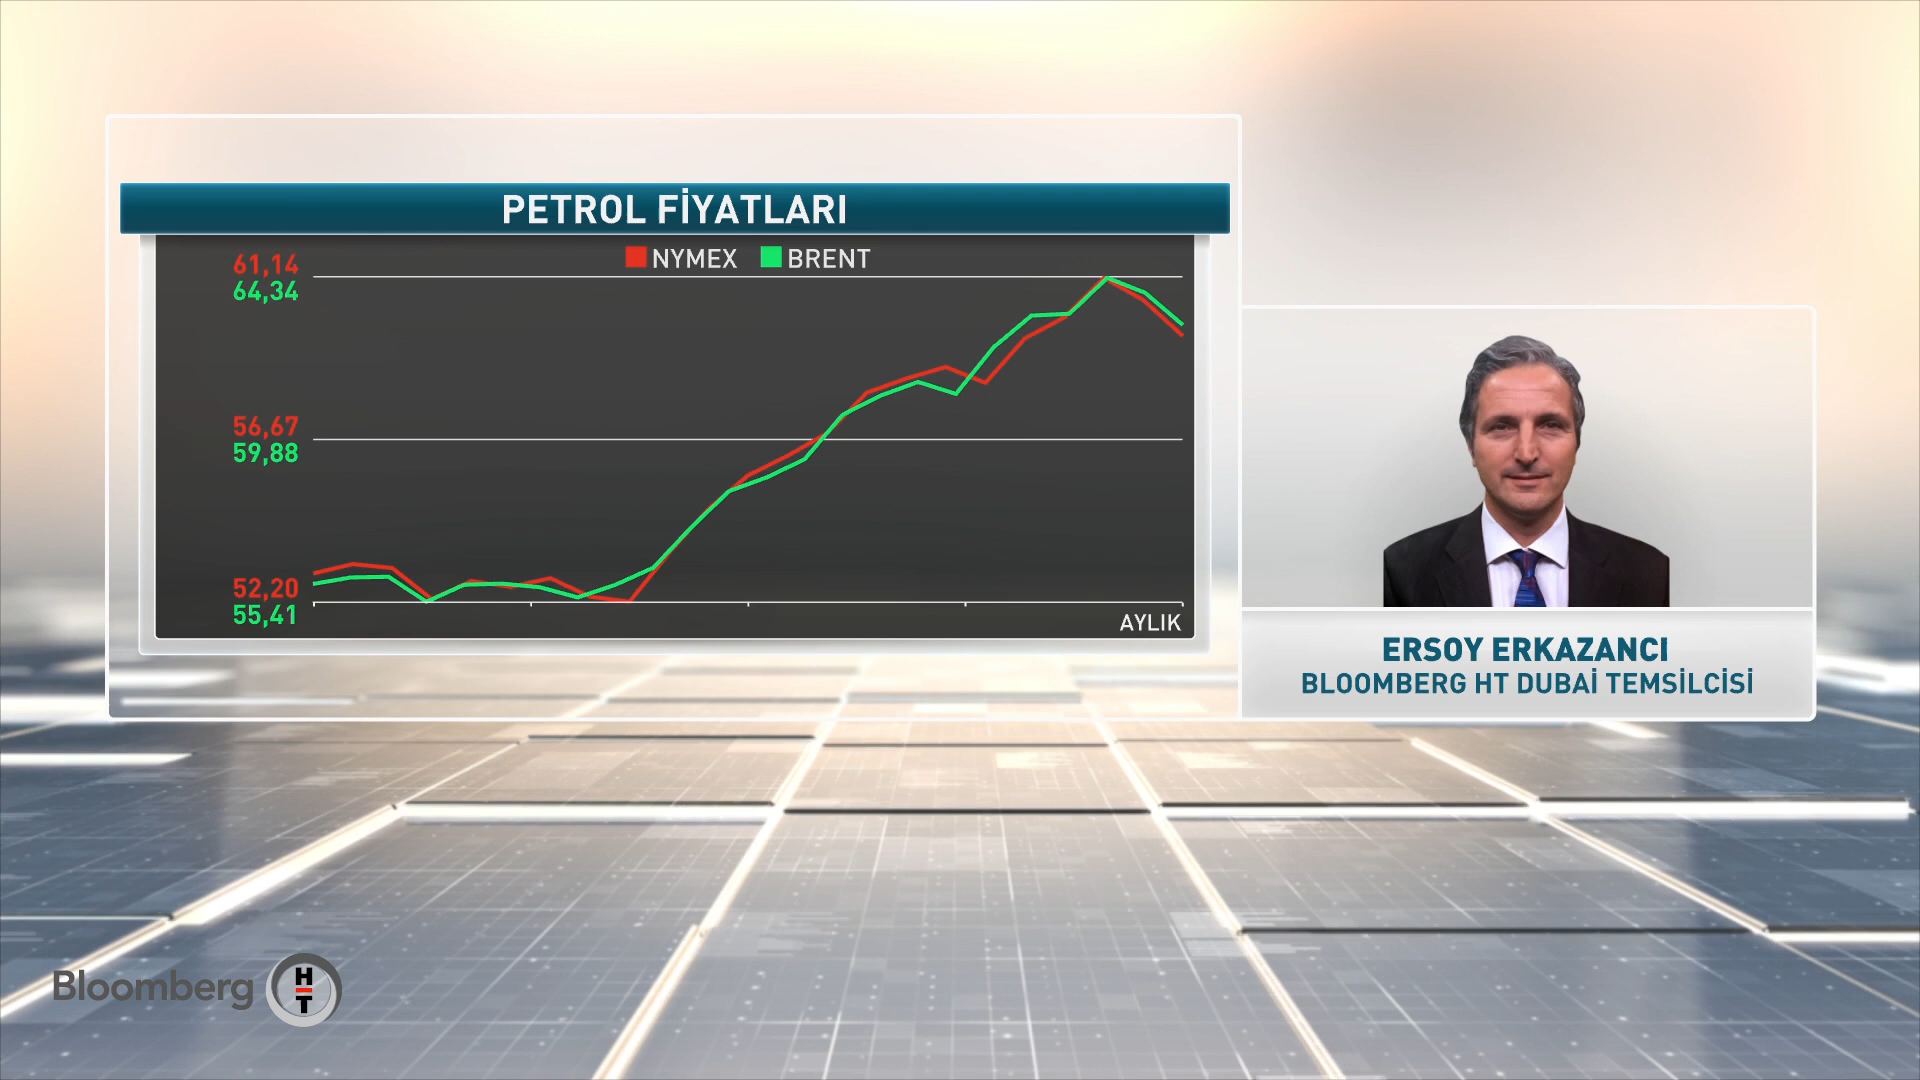 PETROL FİYATLARI
NYMEX BRENT
61,14
64,34
56,67
59,88
52,20
55,41
AYLIK
ERSOY ERKAZANCI
BLOOMBERG HT DUBAİ TEMSİLCİSİ
Bloomberg HT